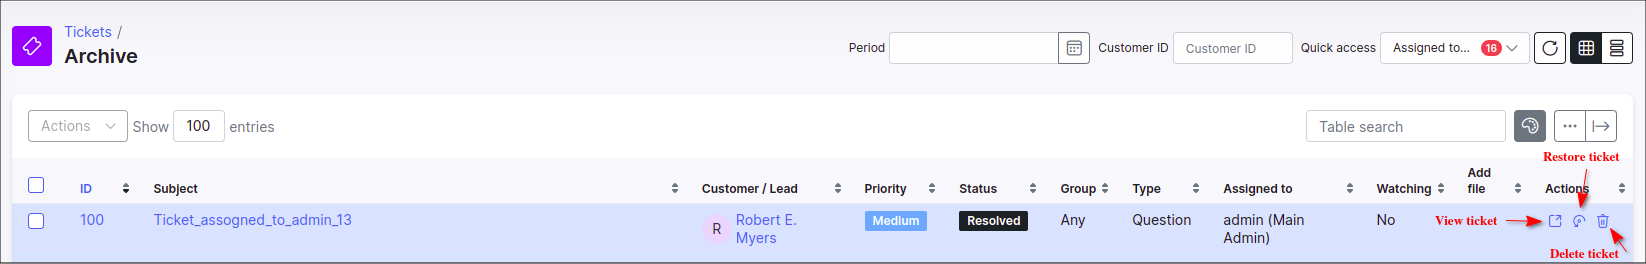 Tickets /
Archive
Period
Customer ID
Customer ID
Quick access
Assigned to...
16
Actions
Show
100
entries
Table search
Restore ticket
ID
Subject
Customer / Lead
Priority
Status
Group
Type
Assigned to
Watching
Add
file
Actions
100
Ticket_assogned_to_admin_13
R
Robert E.
Myers
Medium
Resolved
Any
Question
admin (Main
Admin)
No
View ticket
Delete ticket